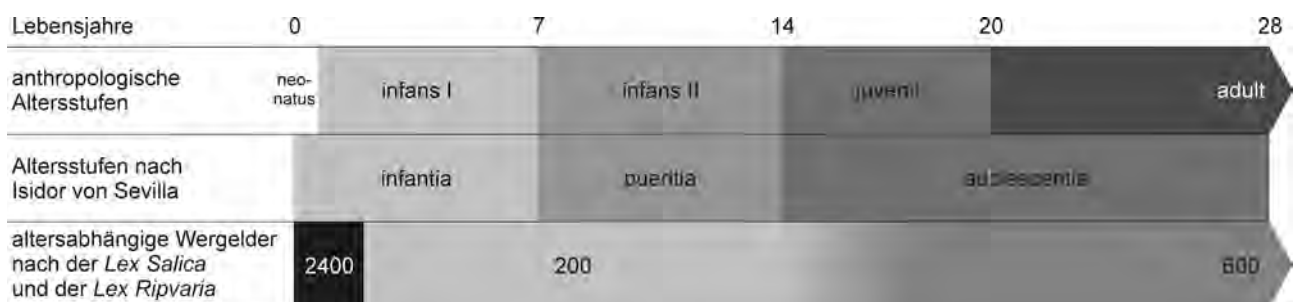 Lebensjahre 0 7 14 20 28
anthropologische
Altersstufen
neo-
natus
infans I infans II juvenil adult
Altersstufen nach
Isidor von Sevilla
infantia pueritia adolescentia
altersabhängige Wergelder
nach der Lex Salica
und der Lex Ripvaria
2400 200 600